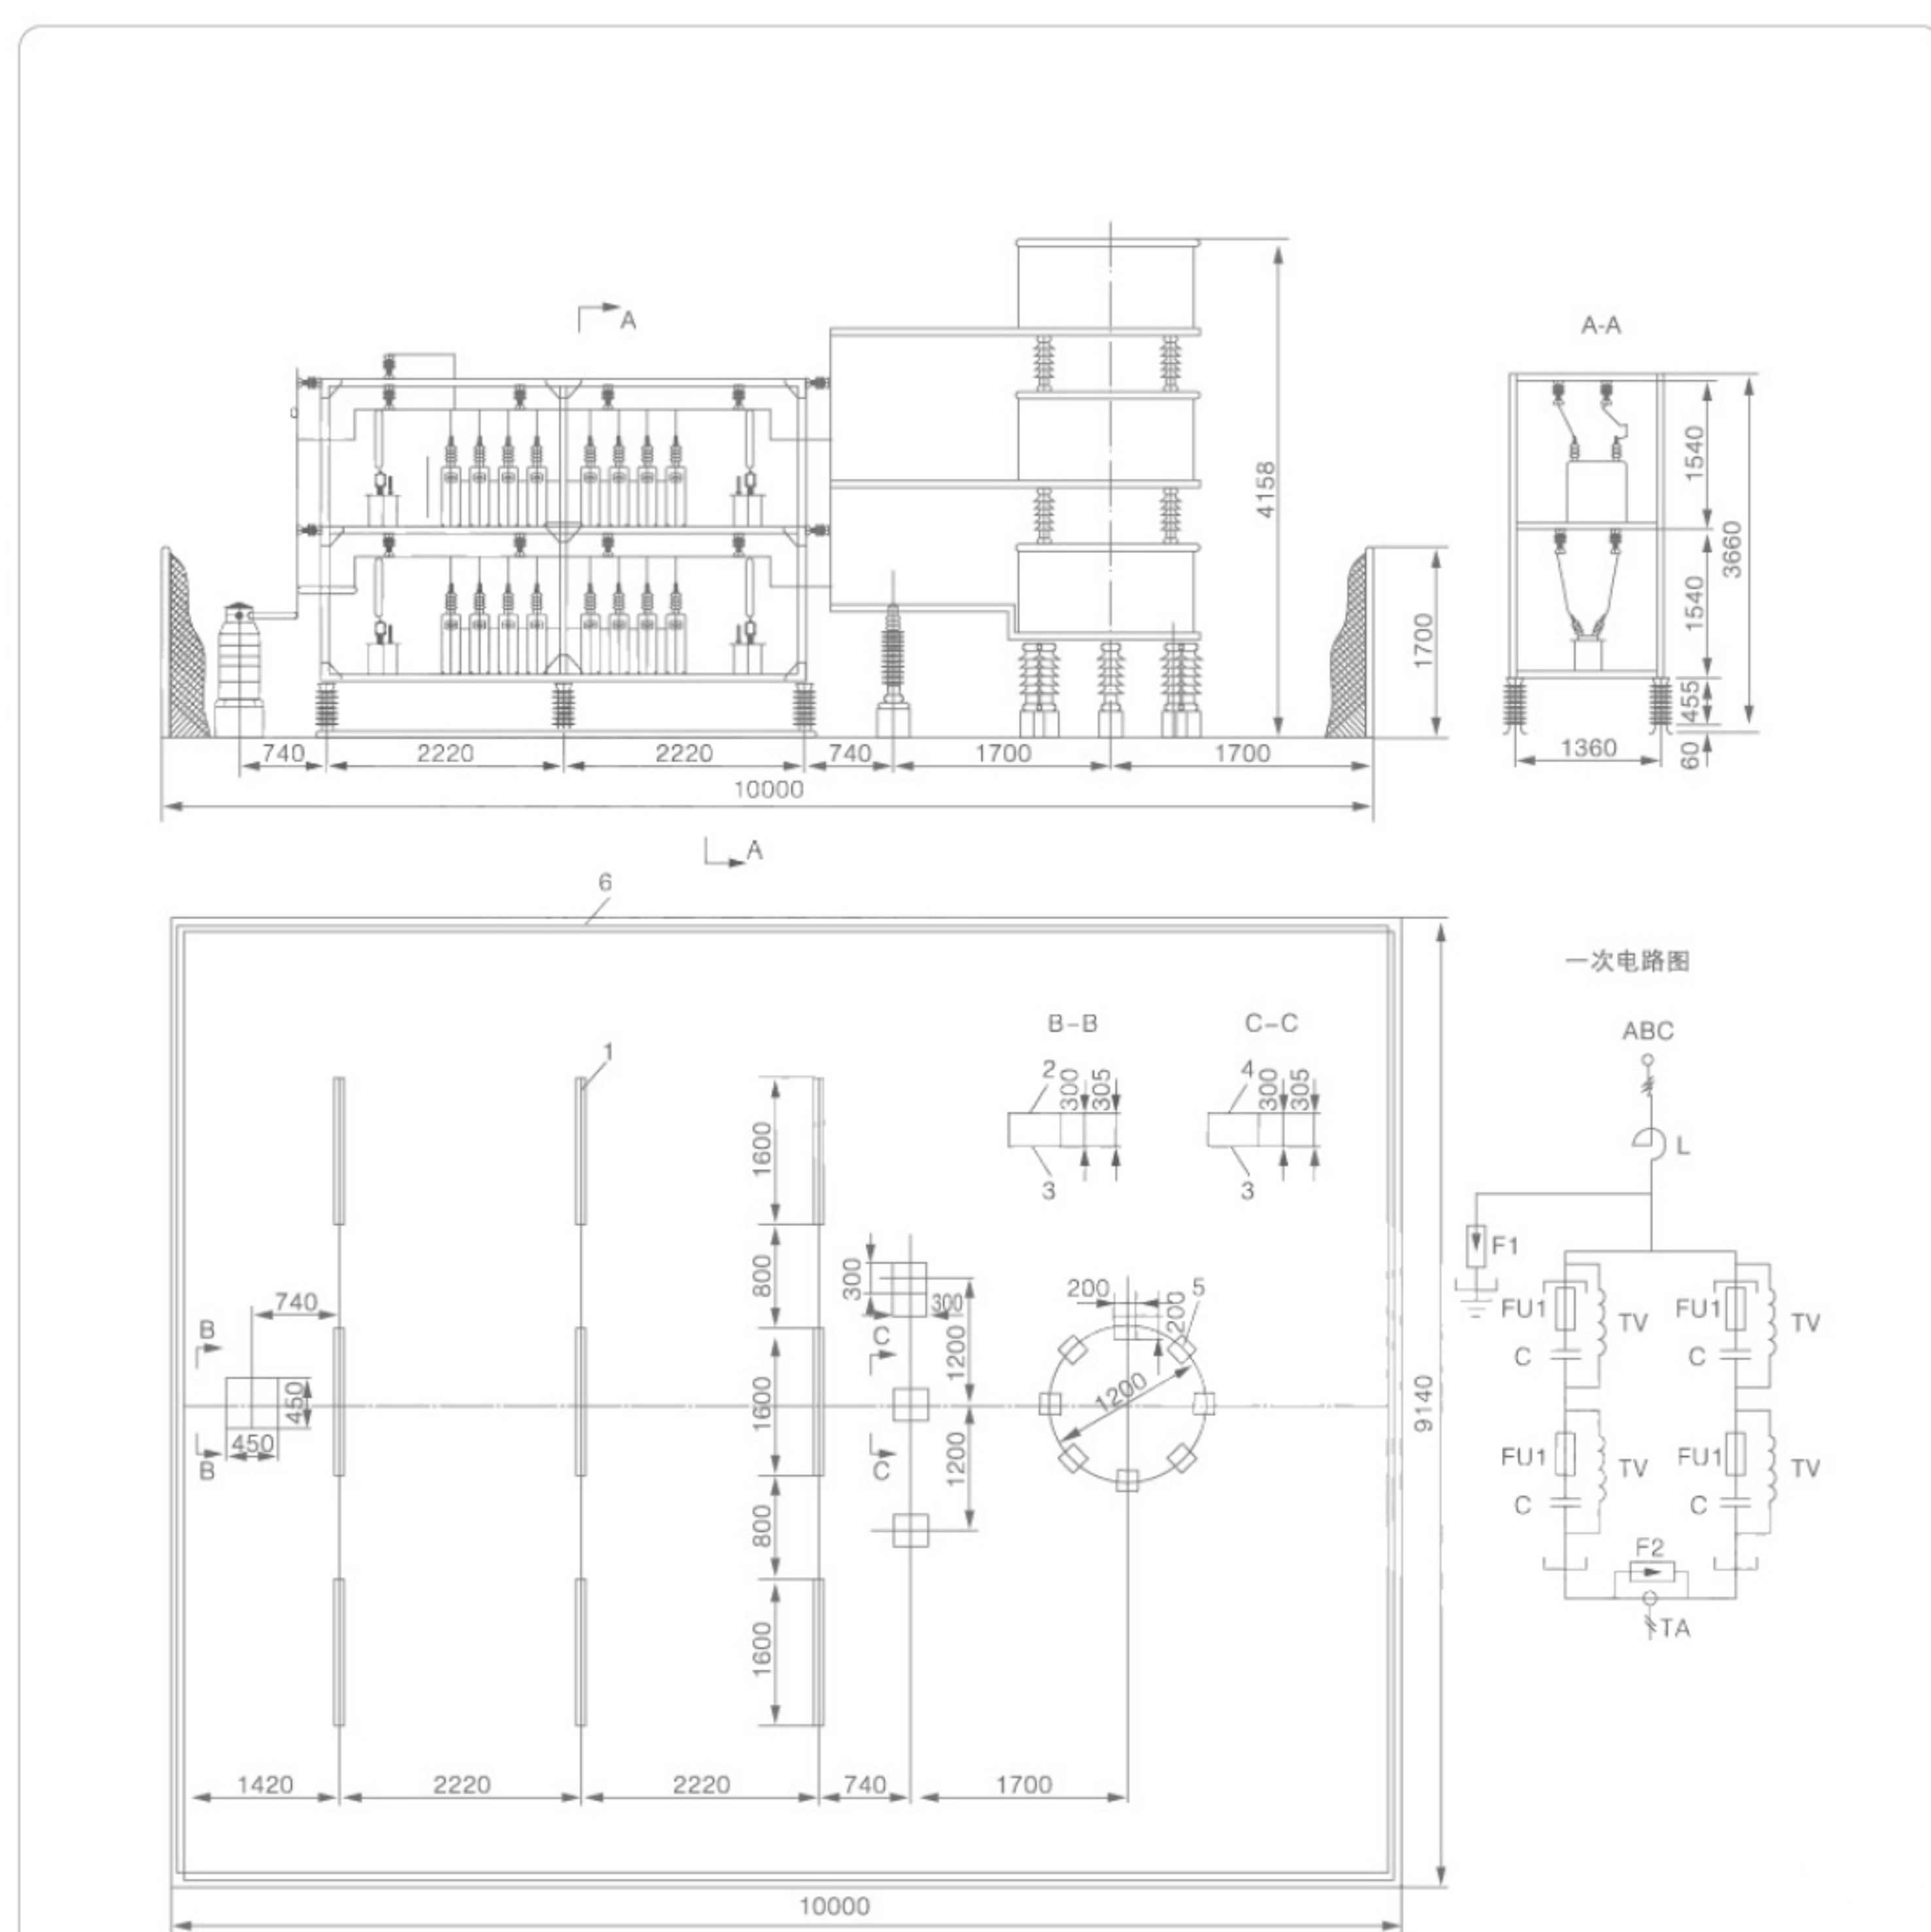 A
4158
A-A
1540
3660
1540
1700
455
60
1360
740
2220
2220
740
1700
1700
10000
A
6
一次电路图
B-B
C-C
ABC
1
2
300
305
4
300
305
3
3
L
1600
800
300
300
200
200
5
F1
740
B
C
1200
FU1
TV
FU1
TV
C
C
450
450
B
1600
1200
9140
C
1200
FU1
TV
FU1
TV
C
C
800
F2
TA
1600
1420
2220
2220
740
1700
10000